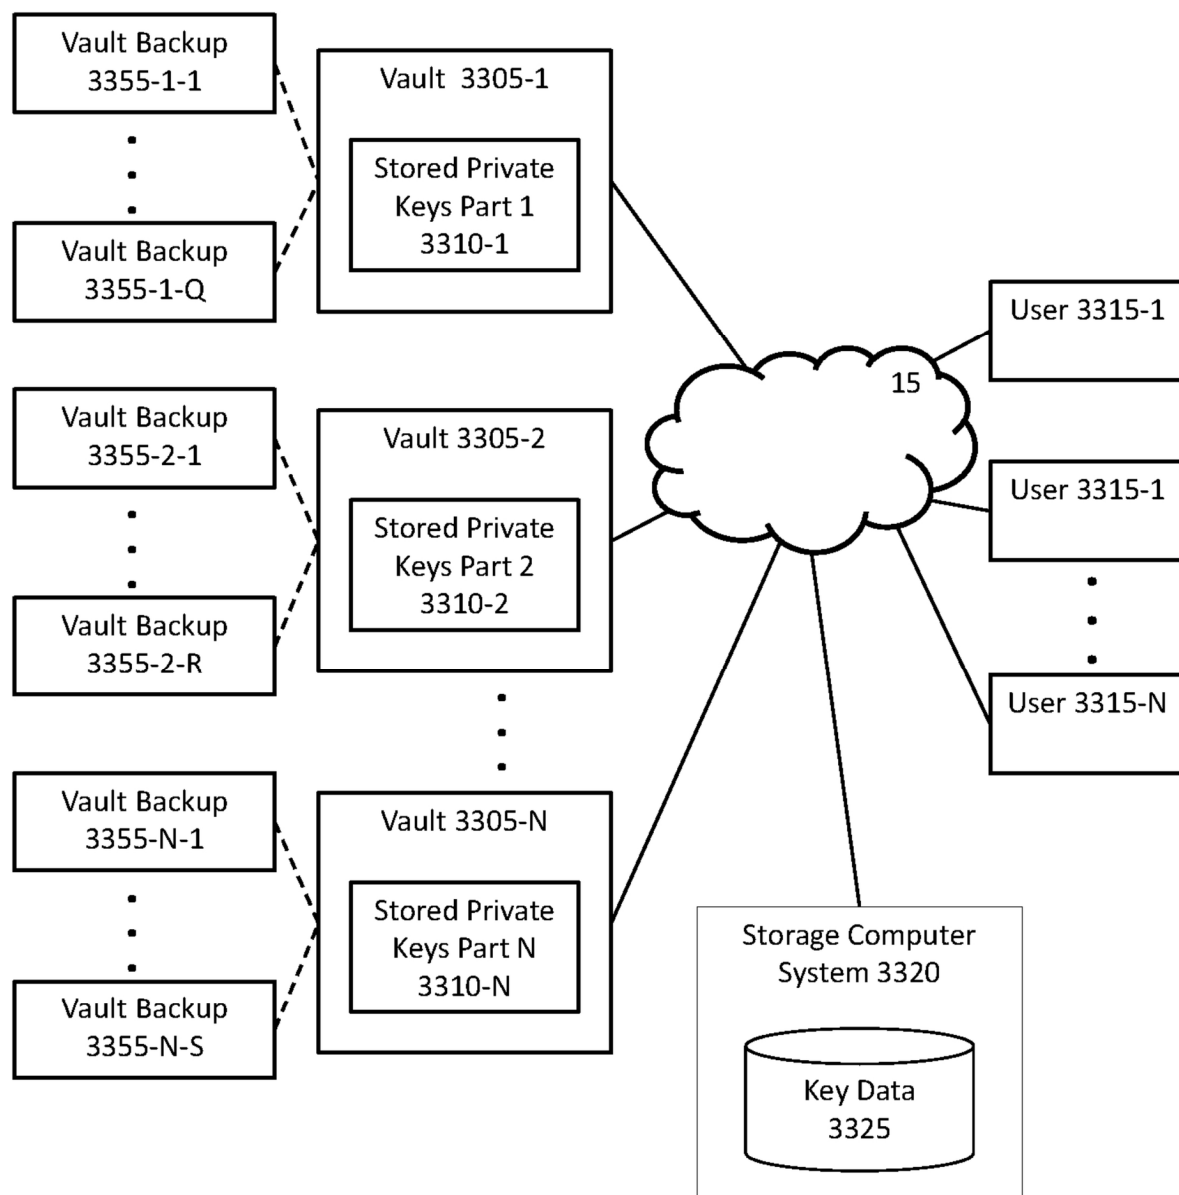 Vault Backup
3355-1-1
Vault Backup
3355-1-Q
Vault 3305-1
Stored Private
Keys Part 1
3310-1
Vault Backup
3355-2-1
Vault Backup
3355-2-R
Vault 3305-2
Stored Private
Keys Part 2
3310-2
Vault Backup
3355-N-1
Vault Backup
3355-N-S
Vault 3305-N
Stored Private
Keys Part N
3310-N
15
User 3315-1
User 3315-1
User 3315-N
Storage Computer
System 3320
Key Data
3325